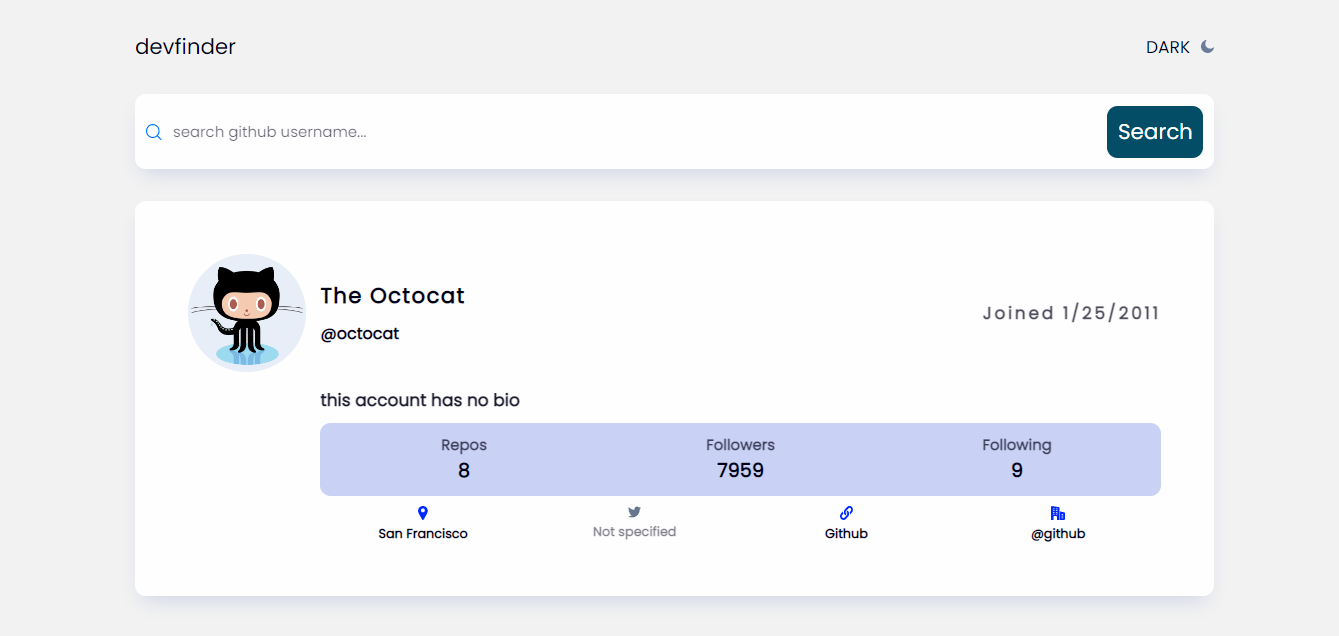 devfinder
DARK
search github username...
Search
The Octocat
@octocat
Joined 1/25/2011
this account has no bio
Repos Followers Following
8 7959 9
San Francisco Not specified Github @github